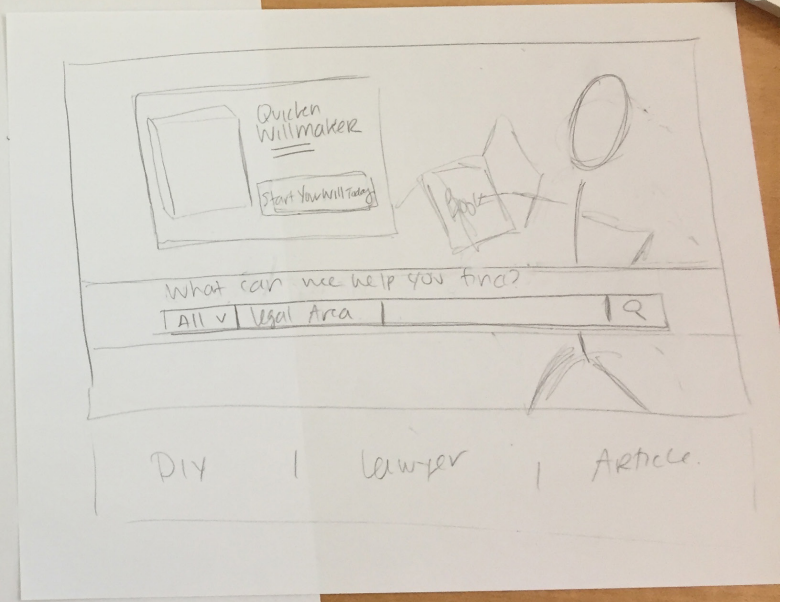 Quicken
Willmaker
Start Your Will Today
Book
What can we help you find?
All v Legal Area
DIY | Lawyer | Article